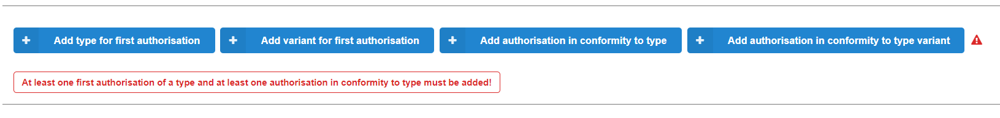 Add type for first authorisation Add variant for first authorisation Add authorisation in conformity to type Add authorisation in conformity to type variant
At least one first authorisation of a type and at least one authorisation in conformity to type must be added!